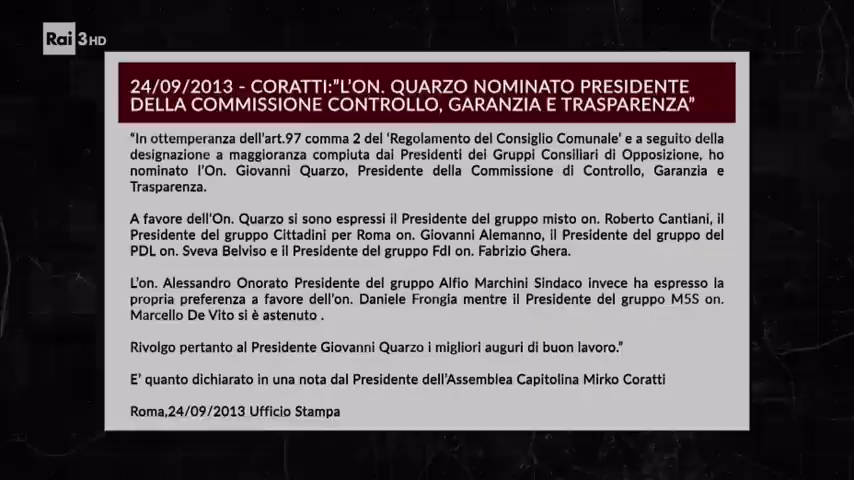 Rai 3HD
24/09/2013 - CORATTI:"L'ON. QUARZO NOMINATO PRESIDENTE
DELLA COMMISSIONE CONTROLLO, GARANZIA E TRASPARENZA"
"In ottemperanza dell'art.97 comma 2 del 'Regolamento del Consiglio Comunale' e a seguito della
designazione a maggioranza compiuta dai Presidenti dei Gruppi Consiliari di Opposizione, ho
nominato l'On. Giovanni Quarzo, Presidente della Commissione di Controllo, Garanzia e
Trasparenza.
A favore dell'On. Quarzo si sono espressi il Presidente del gruppo misto on. Roberto Cantiani, il
Presidente del gruppo Cittadini per Roma on. Giovanni Alemanno, il Presidente del gruppo del
PDL on. Sveva Belviso e il Presidente del gruppo FdI on. Fabrizio Ghera.
L'on. Alessandro Onorato Presidente del gruppo Alfio Marchini Sindaco invece ha espresso la
propria preferenza a favore dell'on. Daniele Frongia mentre il Presidente del gruppo M5S on.
Marcello De Vito si è astenuto .
Rivolgo pertanto al Presidente Giovanni Quarzo i migliori auguri di buon lavoro."
E' quanto dichiarato in una nota dal Presidente dell'Assemblea Capitolina Mirko Coratti
Roma,24/09/2013 Ufficio Stampa